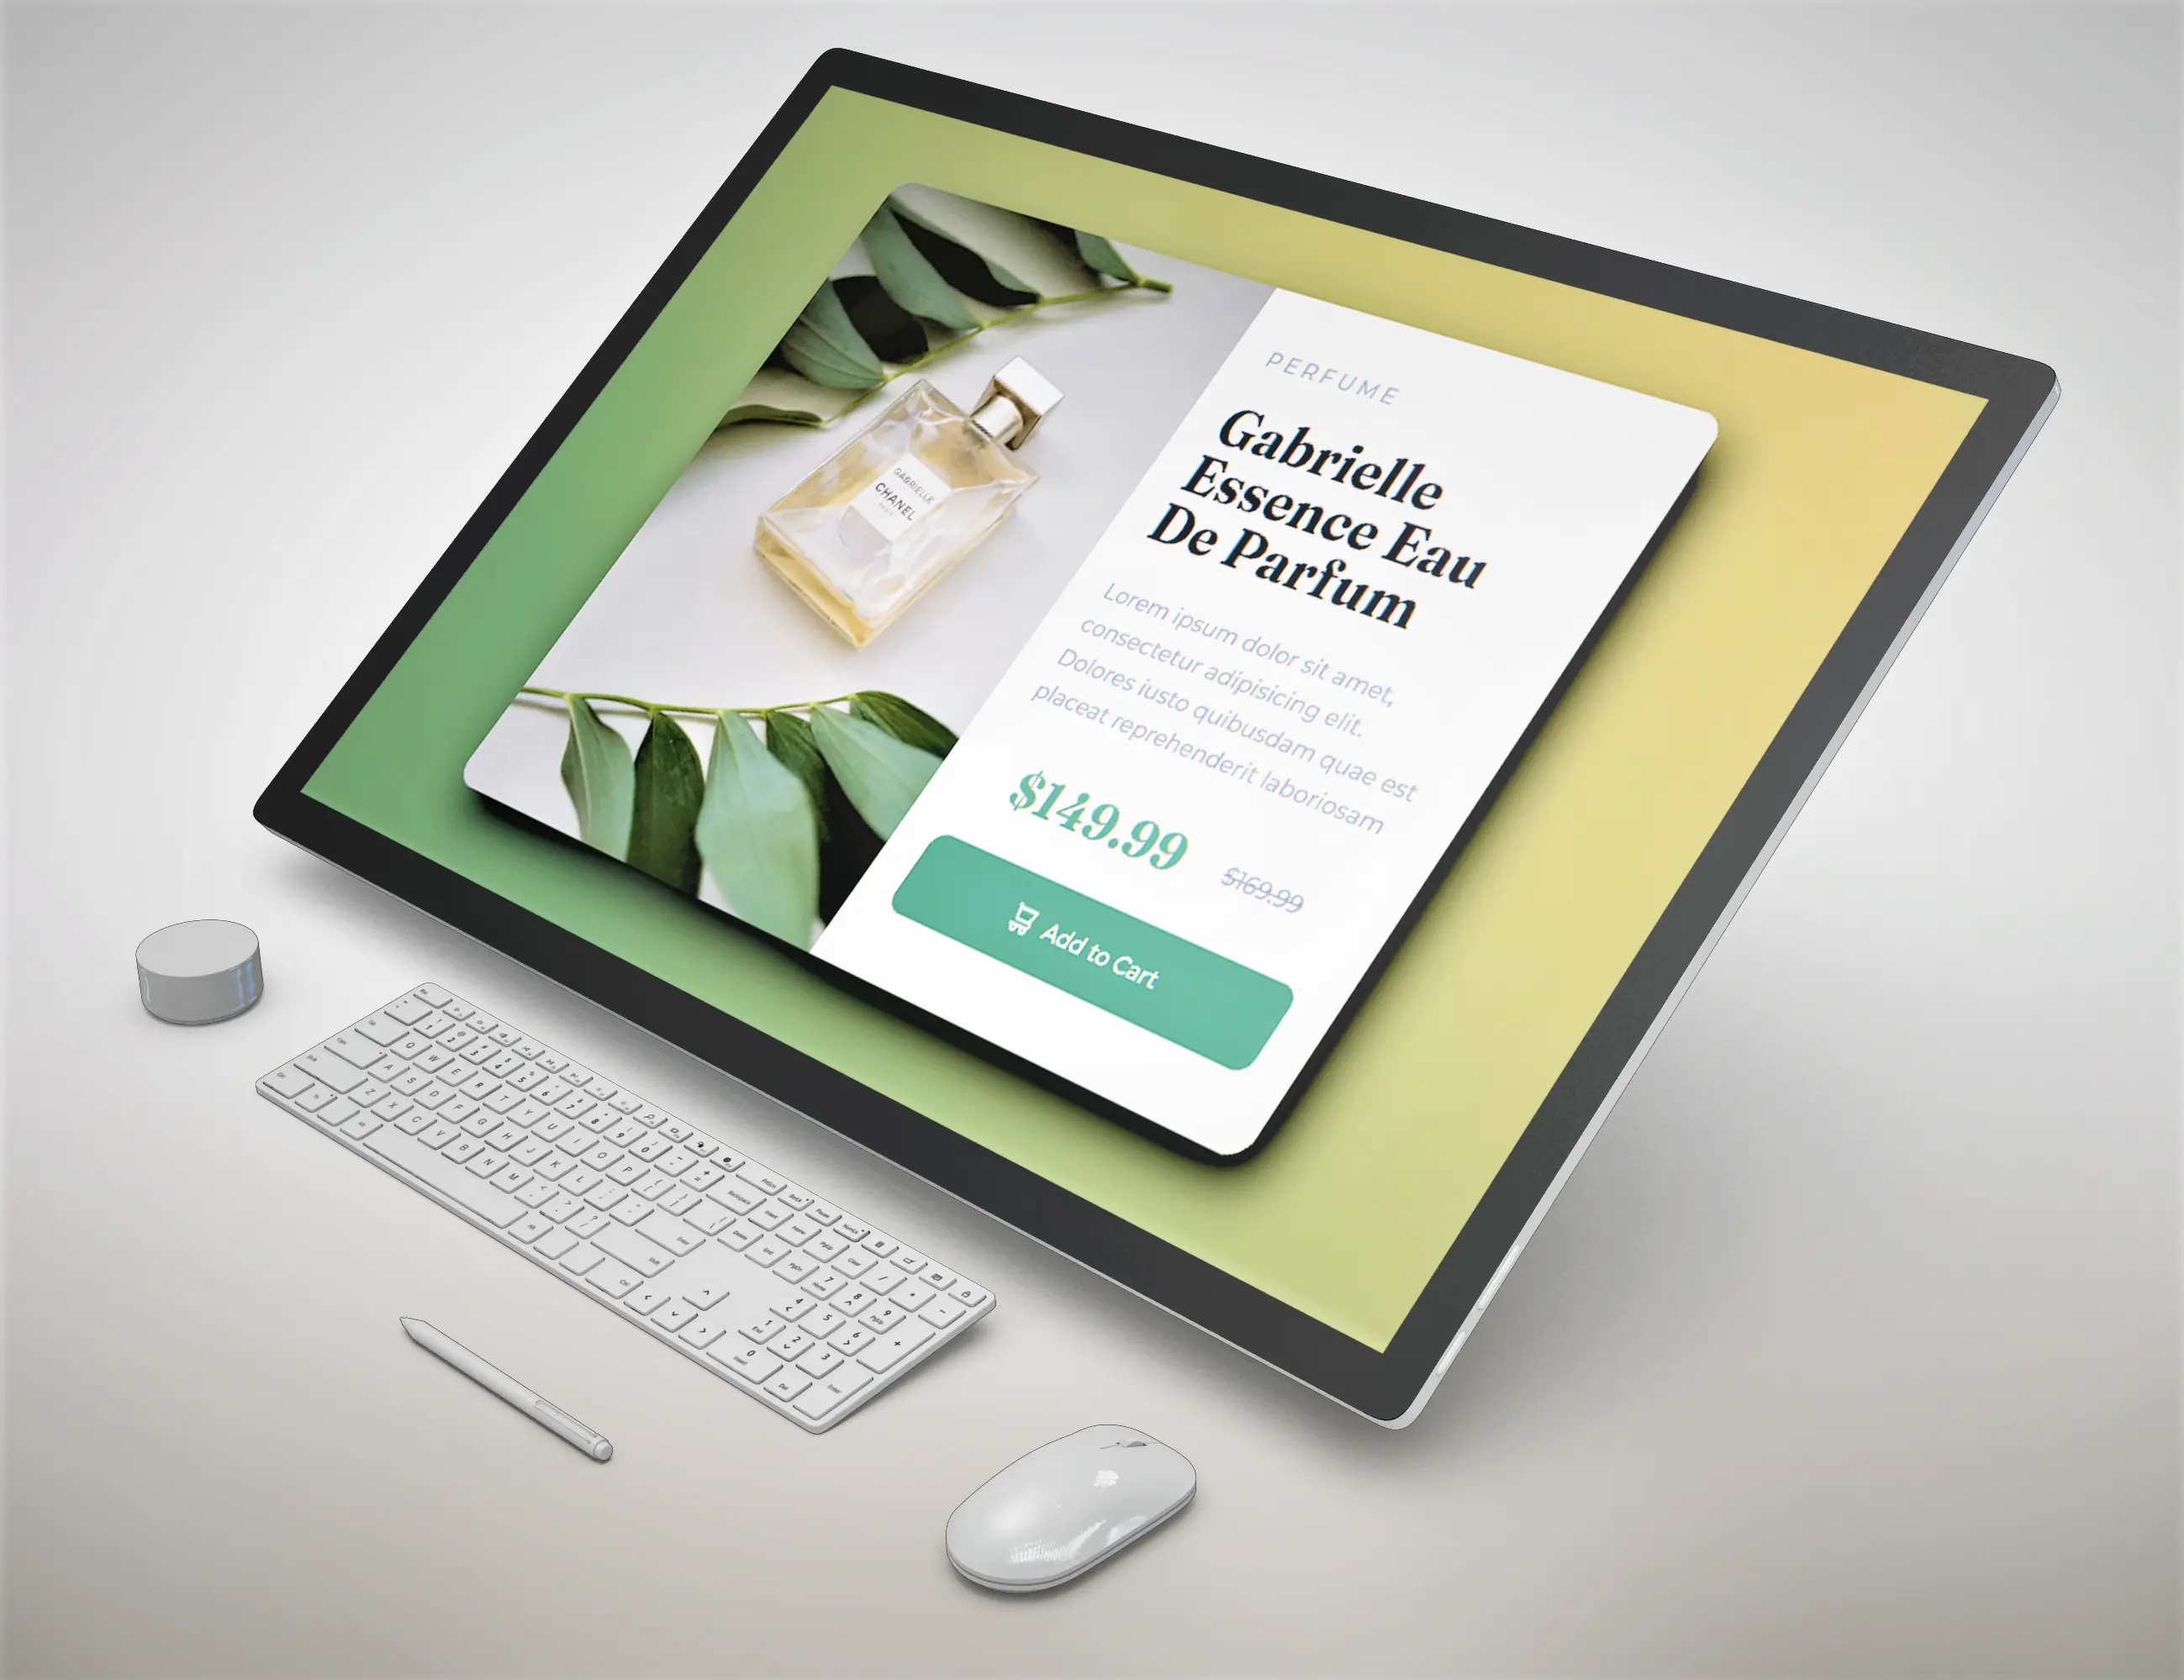 PERFUME
Gabrielle
Essence Eau
De Parfum
Lorem ipsum dolor sit amet,
consectetur adipisicing elit.
Dolores iusto quibusdam quae est
placeat reprehenderit laboriosam
$149.99 $169.99
Add to Cart
GABRIELLE
CHANEL
PARIS